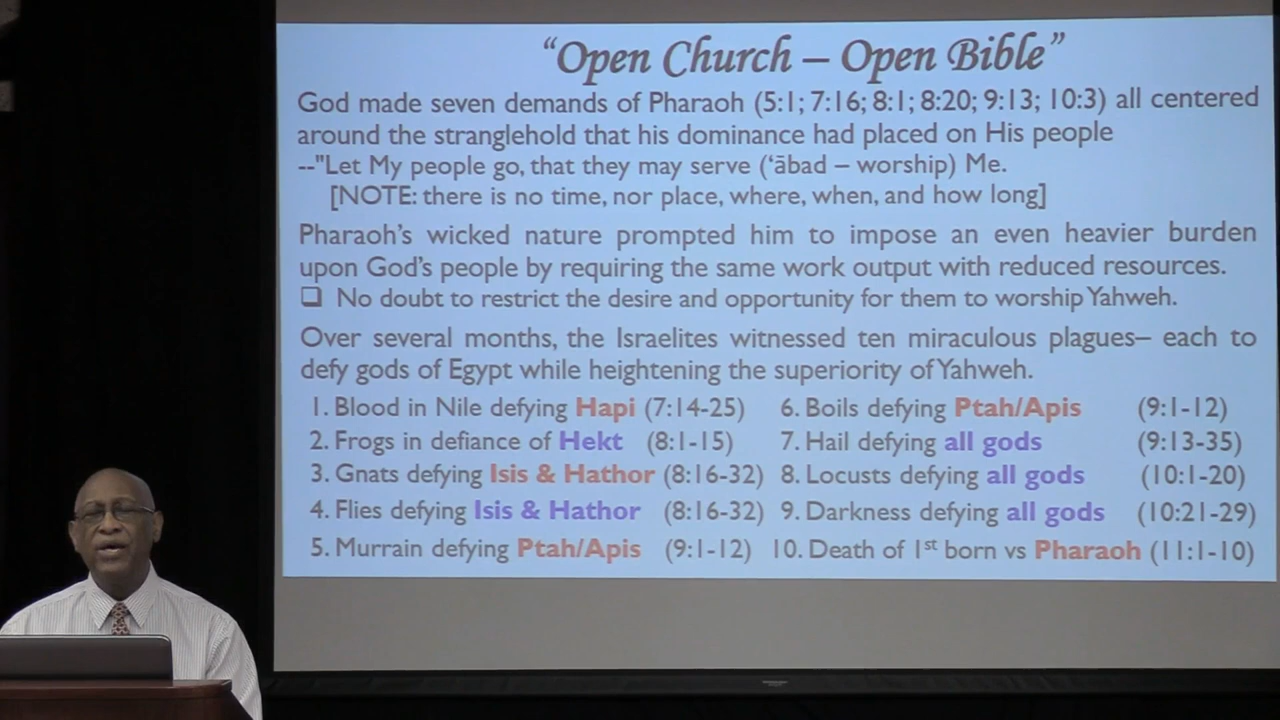 “Open Church – Open Bible”
God made seven demands of Pharaoh (5:1; 7:16; 8:1; 8:20; 9:13; 10:3) all centered
around the stranglehold that his dominance had placed on His people
--"Let My people go, that they may serve (‘ābad – worship) Me.
[NOTE: there is no time, nor place, where, when, and how long]
Pharaoh’s wicked nature prompted him to impose an even heavier burden
upon God’s people by requiring the same work output with reduced resources.
❑ No doubt to restrict the desire and opportunity for them to worship Yahweh.
Over several months, the Israelites witnessed ten miraculous plagues– each to
defy gods of Egypt while heightening the superiority of Yahweh.
1. Blood in Nile defying Hapi (7:14-25)
2. Frogs in defiance of Hekt (8:1-15)
3. Gnats defying Isis & Hathor (8:16-32)
4. Flies defying Isis & Hathor (8:16-32)
5. Murrain defying Ptah/Apis (9:1-12)
6. Boils defying Ptah/Apis (9:1-12)
7. Hail defying all gods (9:13-35)
8. Locusts defying all gods (10:1-20)
9. Darkness defying all gods (10:21-29)
10. Death of 1st born vs Pharaoh (11:1-10)